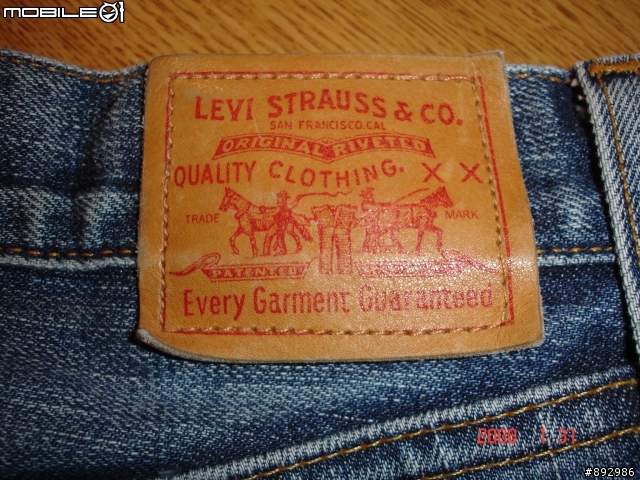 MOBILE01
LEVI STRAUSS & CO.
SAN FRANCISCO, CAL
ORIGINAL RIVETED
QUALITY CLOTHING. X X
TRADE MARK
PATENTED
Every Garment Guaranteed
2008 1 31
#892986